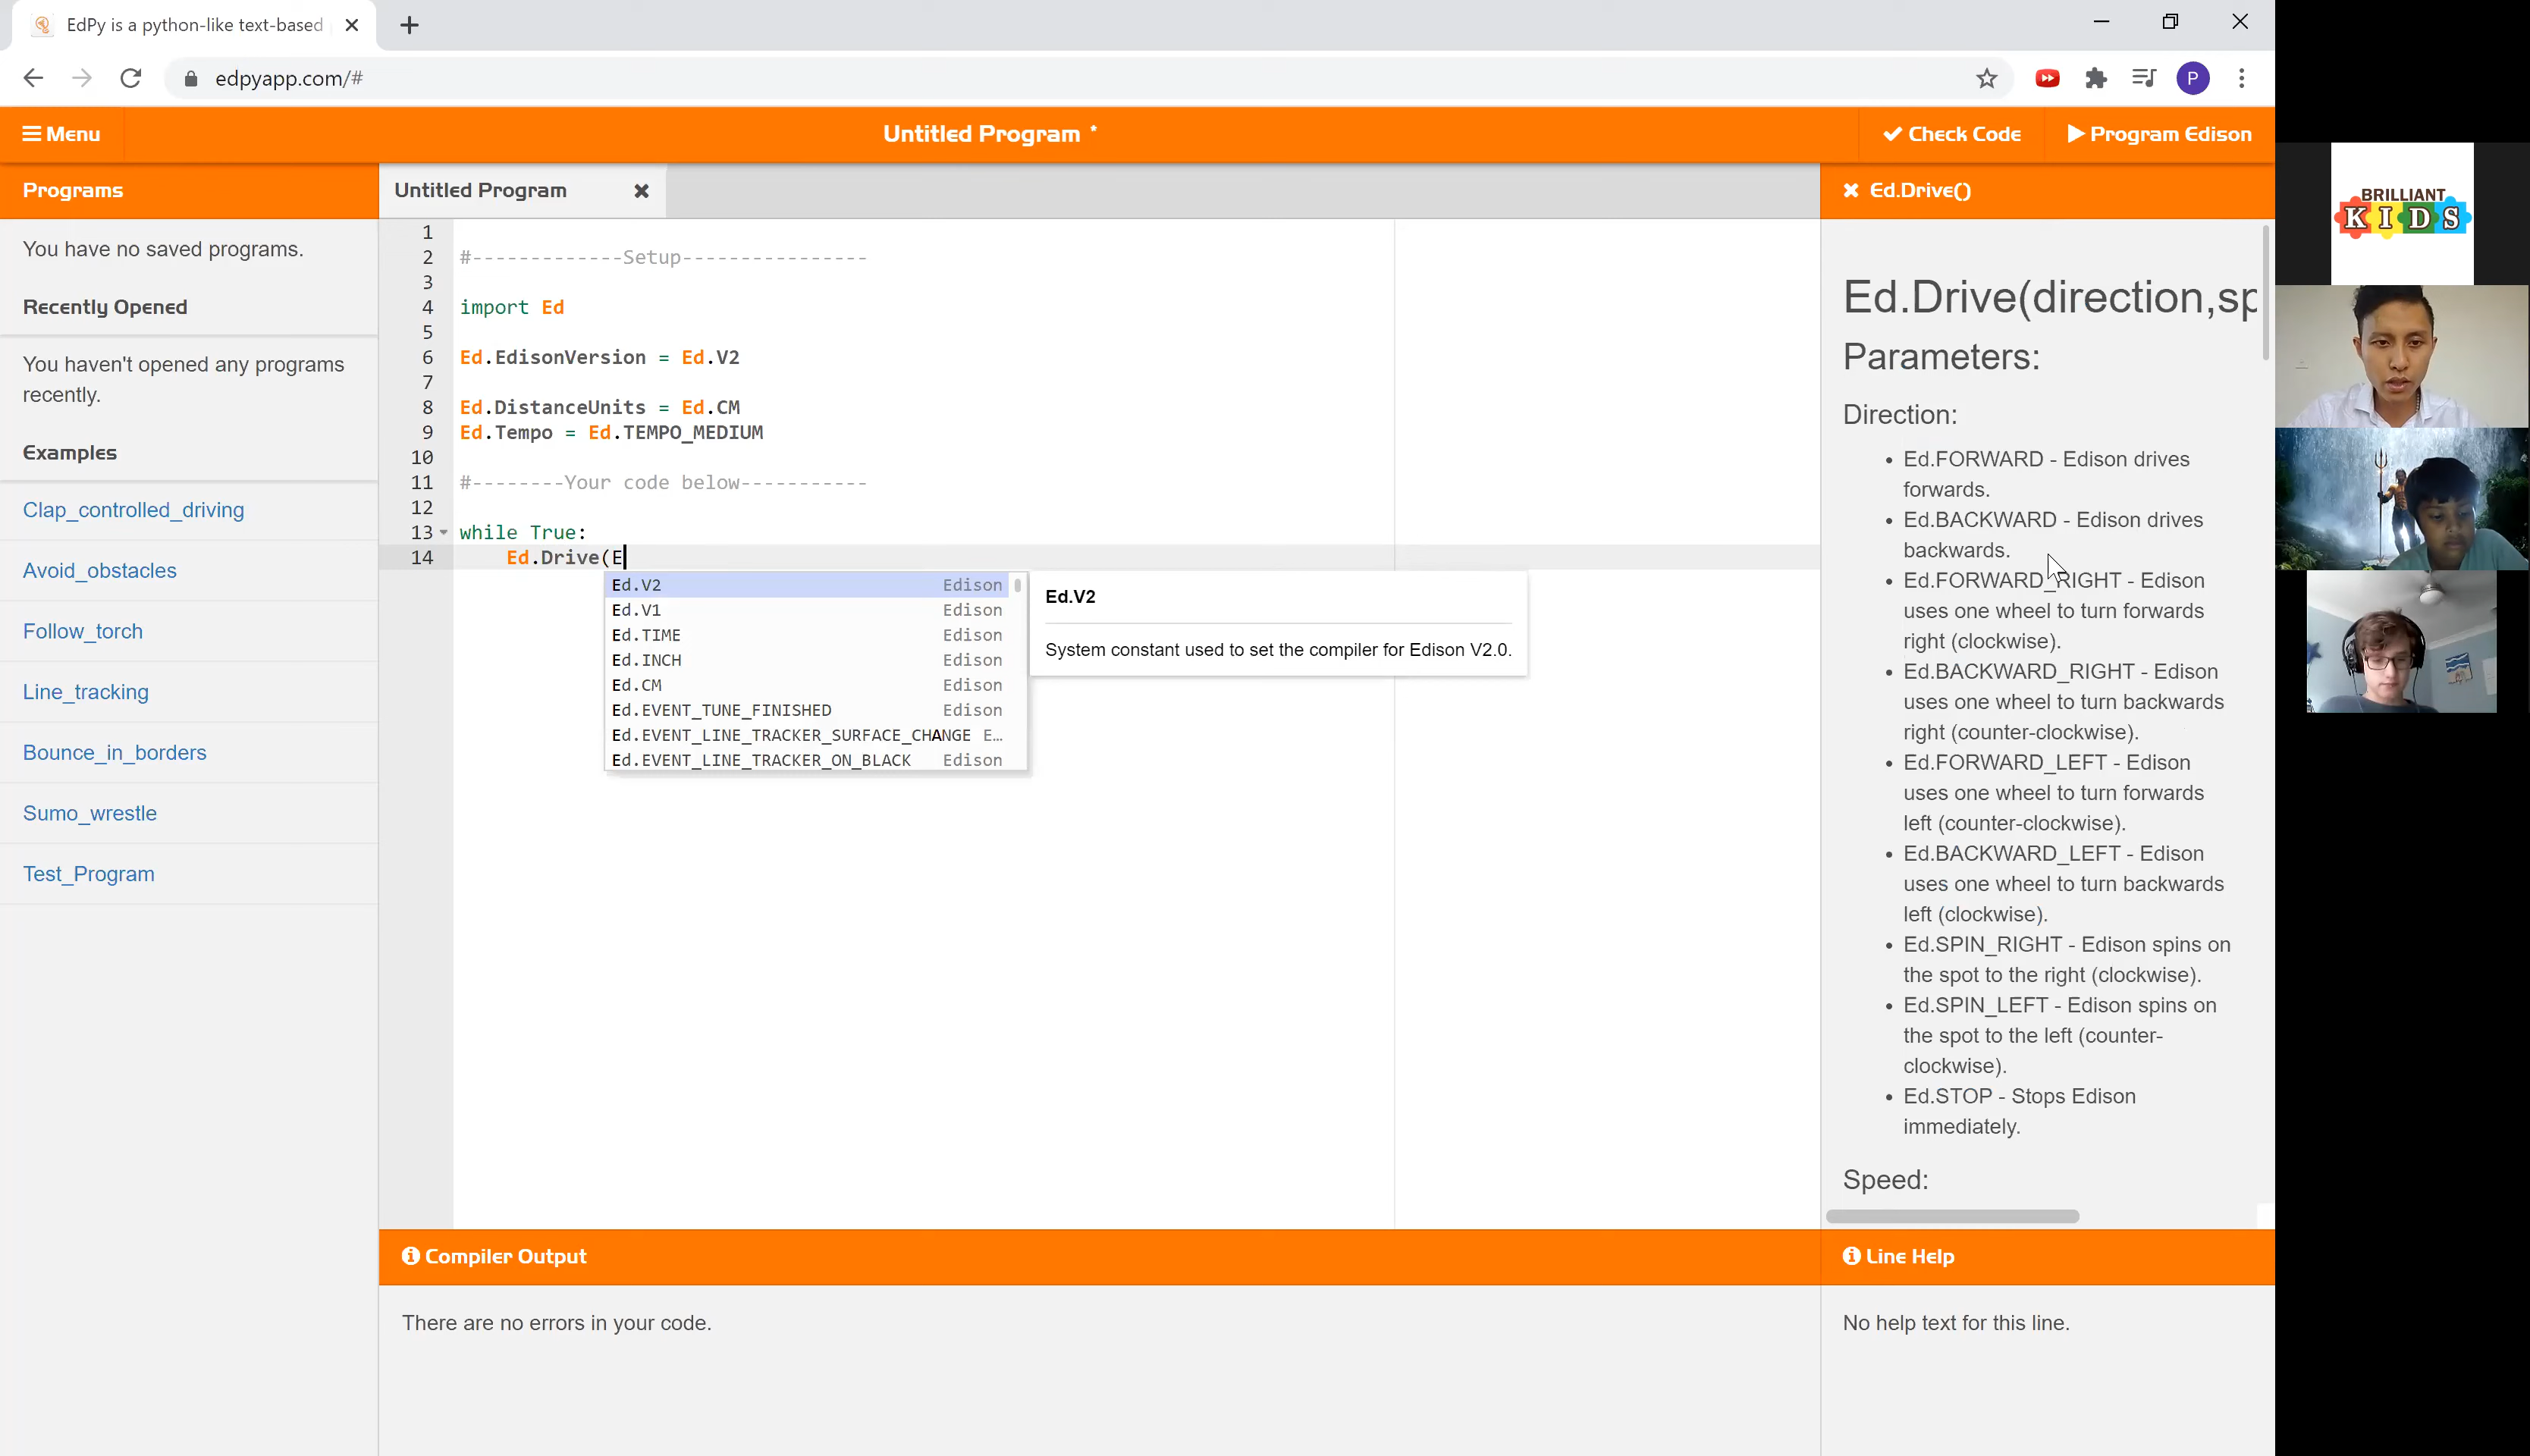 EdPy is a python-like text-based
edpyapp.com/#
P
Menu
Untitled Program *
Check Code
Program Edison
Programs
Untitled Program
Ed.Drive()
You have no saved programs.
Recently Opened
You haven't opened any programs
recently.
Examples
Clap_controlled_driving
Avoid_obstacles
Follow_torch
Line_tracking
Bounce_in_borders
Sumo_wrestle
Test_Program
1
2 #-------------Setup----------------
3
4 import Ed
5
6 Ed.EdisonVersion = Ed.V2
7
8 Ed.DistanceUnits = Ed.CM
9 Ed.Tempo = Ed.TEMPO_MEDIUM
10
11 #--------Your code below-----------
12
13 while True:
14 Ed.Drive(E
Ed.V2 Edison
Ed.V1 Edison
Ed.TIME Edison
Ed.INCH Edison
Ed.CM Edison
Ed.EVENT_TUNE_FINISHED Edison
Ed.EVENT_LINE_TRACKER_SURFACE_CHANGE E…
Ed.EVENT_LINE_TRACKER_ON_BLACK Edison
Ed.V2
System constant used to set the compiler for Edison V2.0.
Ed.Drive(direction,sp
Parameters:
Direction:
• Ed.FORWARD - Edison drives
forwards.
• Ed.BACKWARD - Edison drives
backwards.
• Ed.FORWARD_RIGHT - Edison
uses one wheel to turn forwards
right (clockwise).
• Ed.BACKWARD_RIGHT - Edison
uses one wheel to turn backwards
right (counter-clockwise).
• Ed.FORWARD_LEFT - Edison
uses one wheel to turn forwards
left (counter-clockwise).
• Ed.BACKWARD_LEFT - Edison
uses one wheel to turn backwards
left (clockwise).
• Ed.SPIN_RIGHT - Edison spins on
the spot to the right (clockwise).
• Ed.SPIN_LEFT - Edison spins on
the spot to the left (counter-
clockwise).
• Ed.STOP - Stops Edison
immediately.
Speed:
Compiler Output
There are no errors in your code.
Line Help
No help text for this line.
BRILLIANT
KIDS